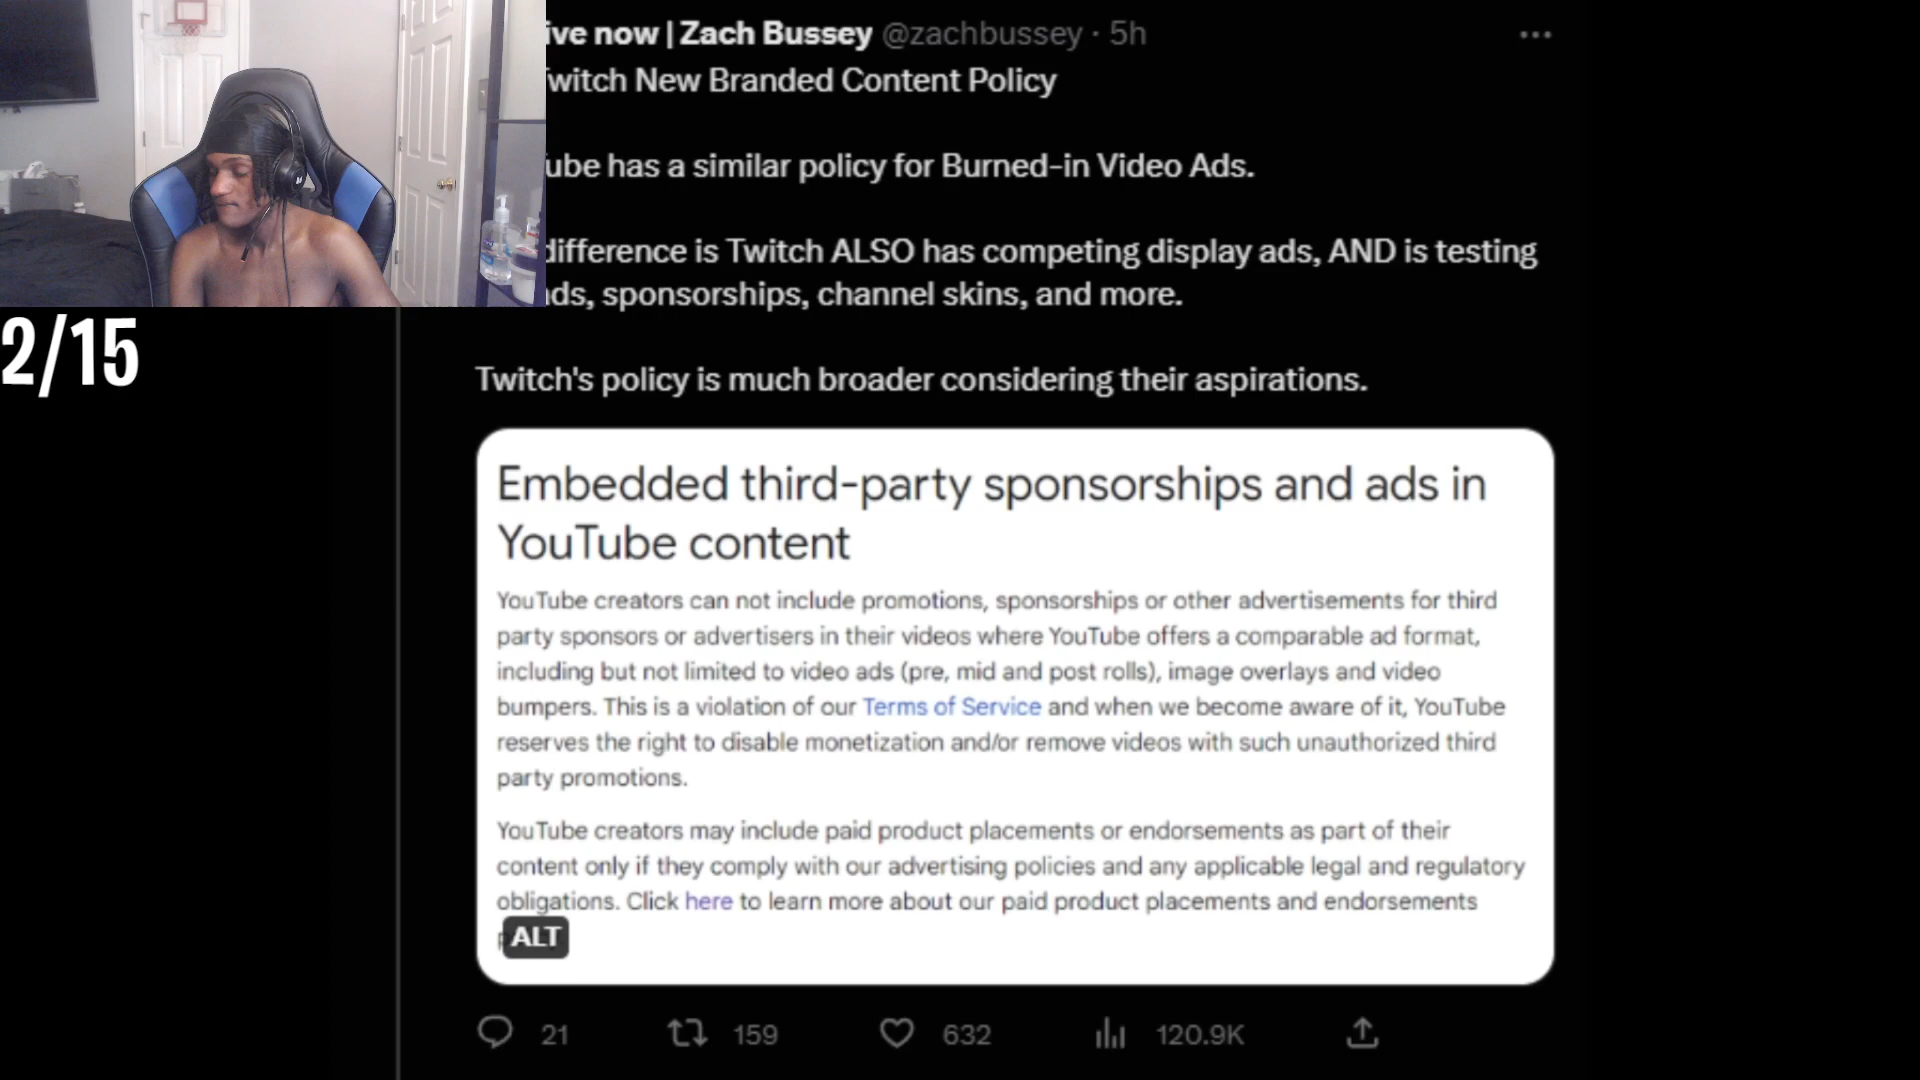 ive now | Zach Bussey @zachbussey · 5h
witch New Branded Content Policy
ube has a similar policy for Burned-in Video Ads.
difference is Twitch ALSO has competing display ads, AND is testing
ds, sponsorships, channel skins, and more.
2/15
Twitch's policy is much broader considering their aspirations.
Embedded third-party sponsorships and ads in
YouTube content
YouTube creators can not include promotions, sponsorships or other advertisements for third
party sponsors or advertisers in their videos where YouTube offers a comparable ad format,
including but not limited to video ads (pre, mid and post rolls), image overlays and video
bumpers. This is a violation of our Terms of Service and when we become aware of it, YouTube
reserves the right to disable monetization and/or remove videos with such unauthorized third
party promotions.
YouTube creators may include paid product placements or endorsements as part of their
content only if they comply with our advertising policies and any applicable legal and regulatory
obligations. Click here to learn more about our paid product placements and endorsements
ALT
21 159 632 120.9K